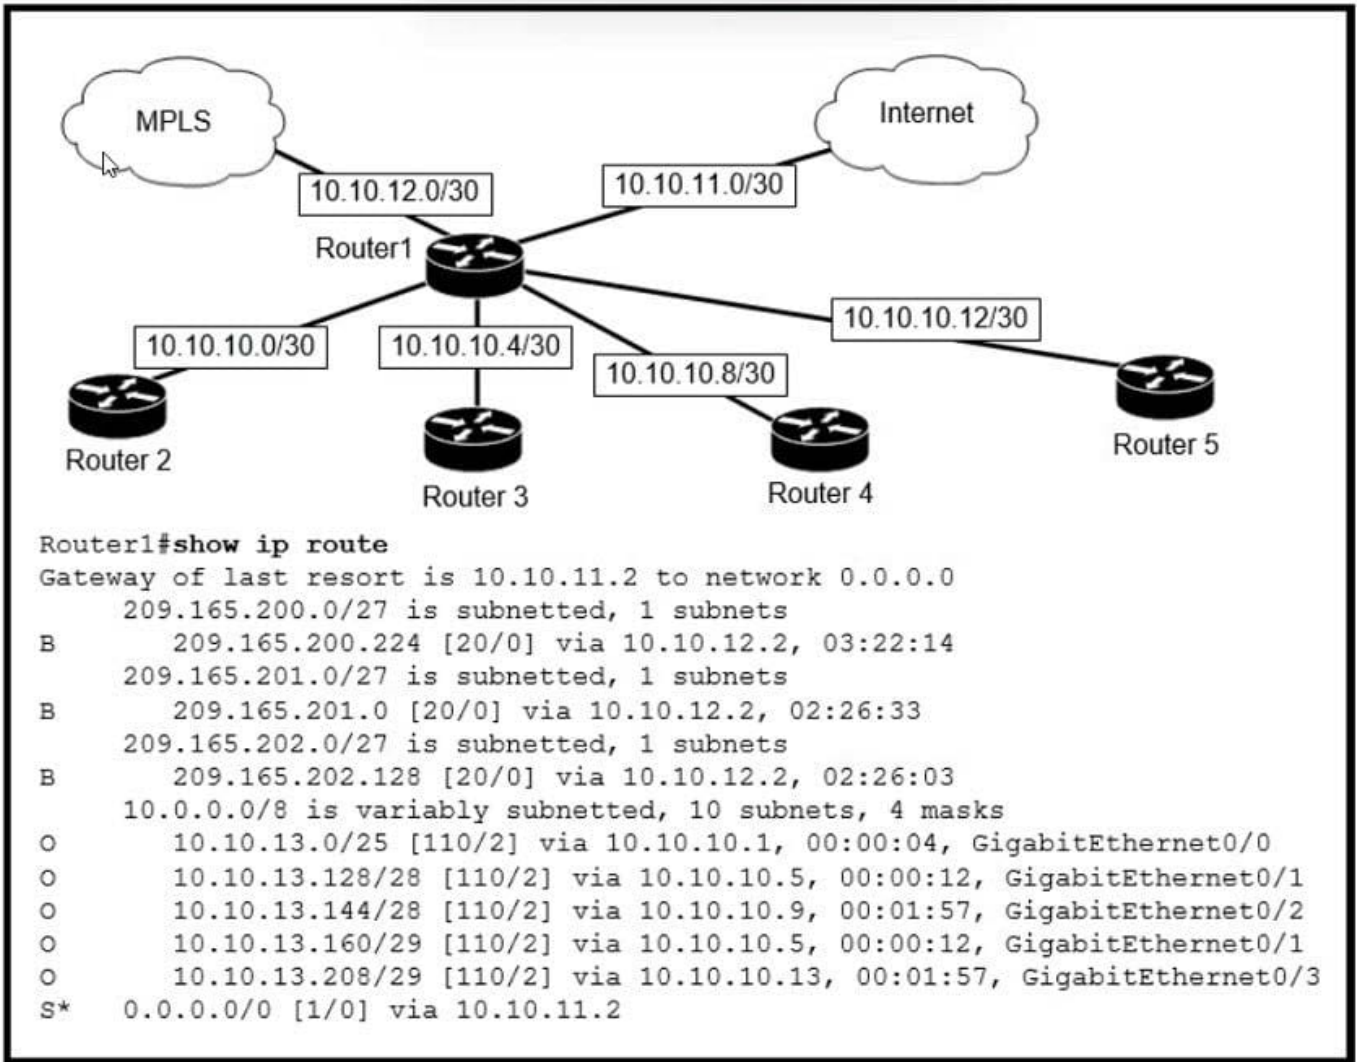 MPLS
Internet
10.10.12.0/30
10.10.11.0/30
Router1
10.10.10.0/30
10.10.10.4/30
10.10.10.8/30
10.10.10.12/30
Router 2
Router 3
Router 4
Router 5
Router1#show ip route
Gateway of last resort is 10.10.11.2 to network 0.0.0.0
209.165.200.0/27 is subnetted, 1 subnets
B 209.165.200.224 [20/0] via 10.10.12.2, 03:22:14
209.165.201.0/27 is subnetted, 1 subnets
B 209.165.201.0 [20/0] via 10.10.12.2, 02:26:33
209.165.202.0/27 is subnetted, 1 subnets
B 209.165.202.128 [20/0] via 10.10.12.2, 02:26:03
10.0.0.0/8 is variably subnetted, 10 subnets, 4 masks
O 10.10.13.0/25 [110/2] via 10.10.10.1, 00:00:04, GigabitEthernet0/0
O 10.10.13.128/28 [110/2] via 10.10.10.5, 00:00:12, GigabitEthernet0/1
O 10.10.13.144/28 [110/2] via 10.10.10.9, 00:01:57, GigabitEthernet0/2
O 10.10.13.160/29 [110/2] via 10.10.10.5, 00:00:12, GigabitEthernet0/1
O 10.10.13.208/29 [110/2] via 10.10.10.13, 00:01:57, GigabitEthernet0/3
S* 0.0.0.0/0 [1/0] via 10.10.11.2